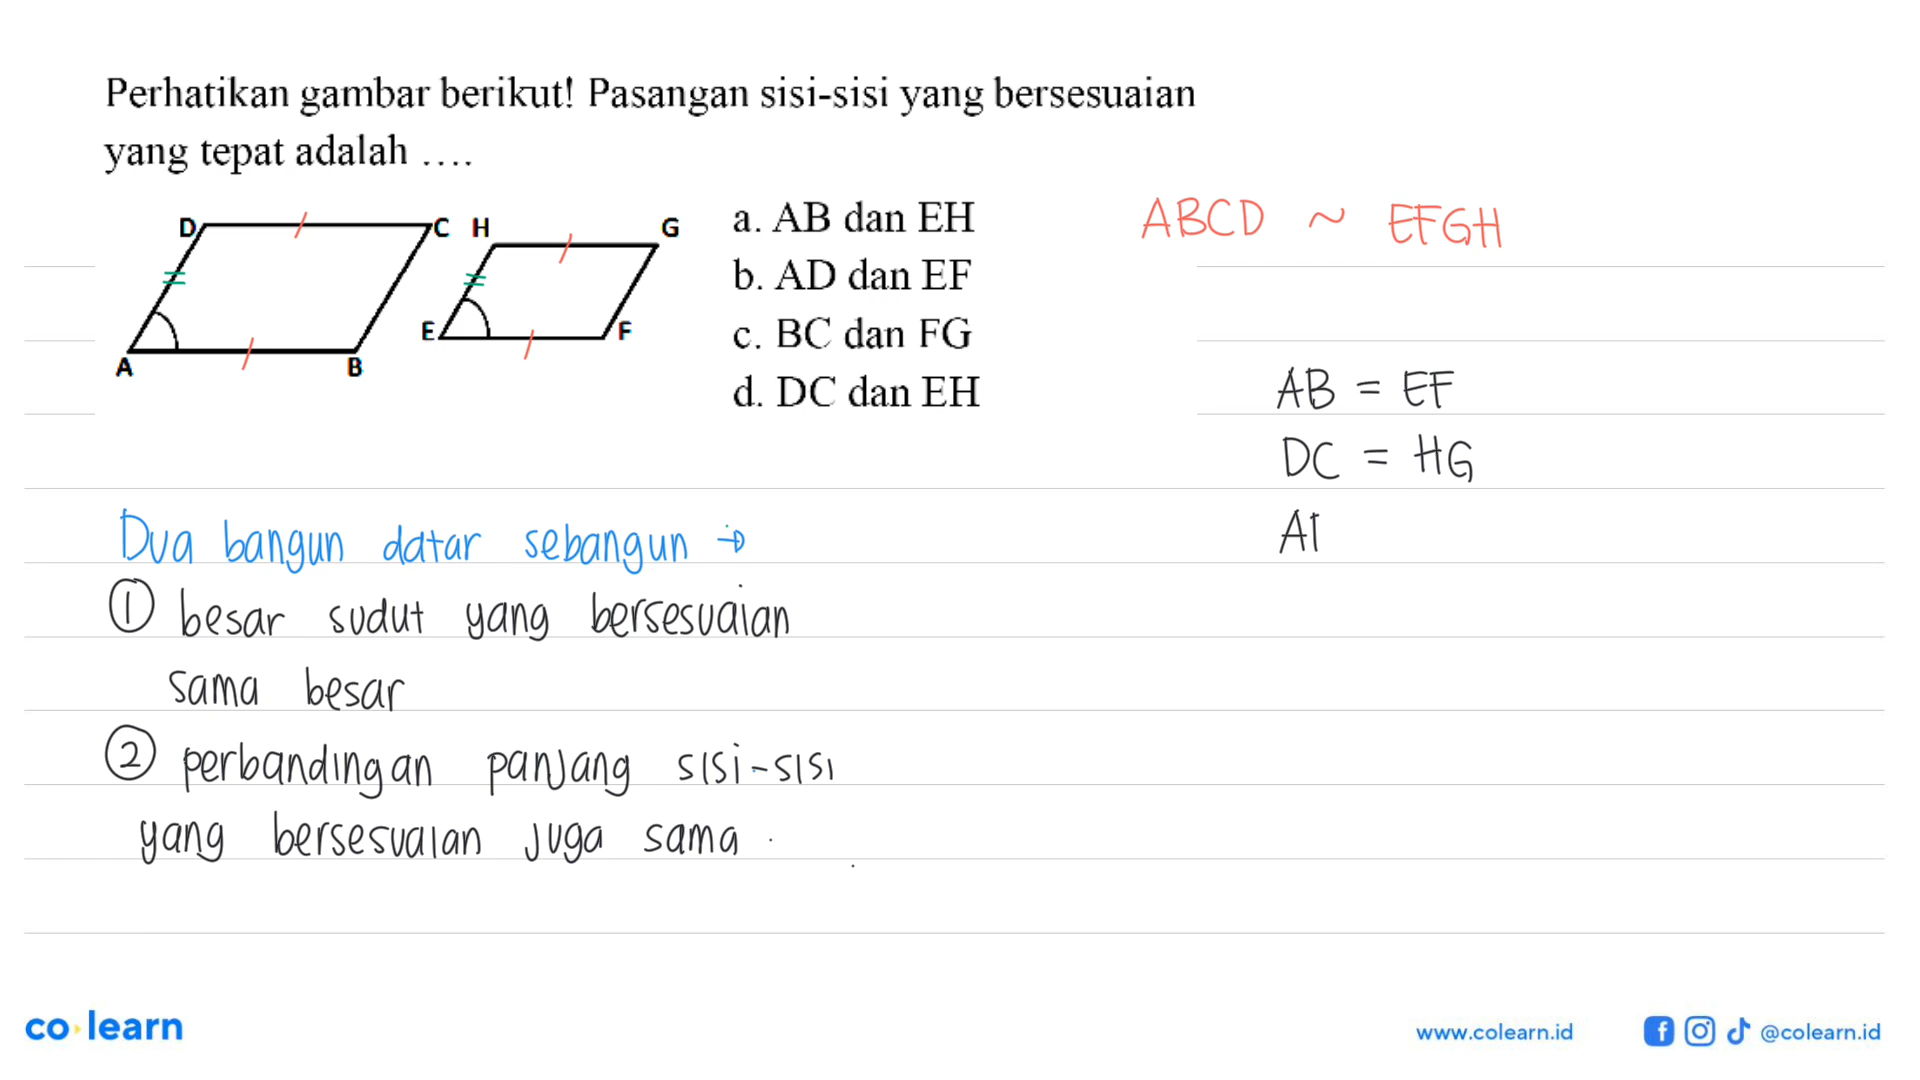 Perhatikan gambar berikut! Pasangan sisi-sisi yang bersesuaian
yang tepat adalah ....
D C H G
A B E F
a. AB dan EH
b. AD dan EF
c. BC dan FG
d. DC dan EH
ABCD ~ EFGH
AB = EF
DC = HG
Dua bangun datar sebangun →
① besar sudut yang bersesuaian
sama besar
② perbandingan panjang sisi-sisi
yang bersesuaian juga sama
co learn
www.colearn.id
@colearn.id